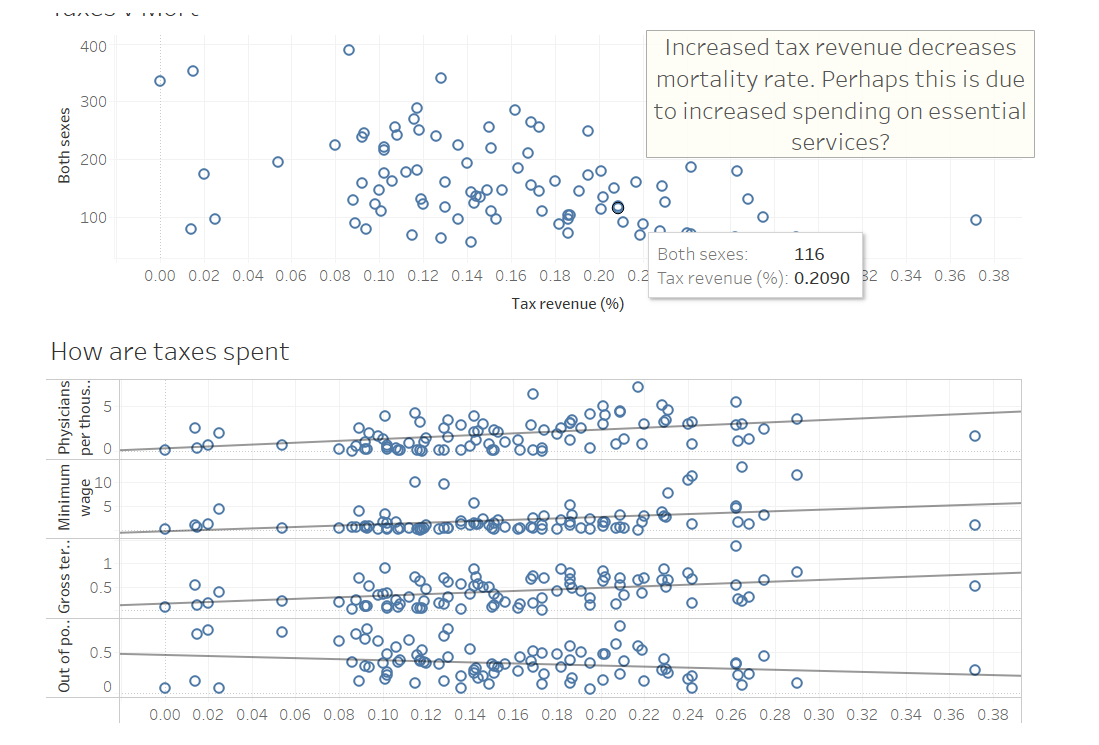 Taxes v Mort
400
300
200
100
Both sexes
Increased tax revenue decreases
mortality rate. Perhaps this is due
to increased spending on essential
services?
Both sexes: 116
Tax revenue (%): 0.2090
0.00 0.02 0.04 0.06 0.08 0.10 0.12 0.14 0.16 0.18 0.20 0.2 32 0.34 0.36 0.38
Tax revenue (%)
How are taxes spent
Physicians
per thous..
5
0
Minimum
wage
10
5
Gross ter..
1
0.5
Out of po..
0.5
0
0.00 0.02 0.04 0.06 0.08 0.10 0.12 0.14 0.16 0.18 0.20 0.22 0.24 0.26 0.28 0.30 0.32 0.34 0.36 0.38